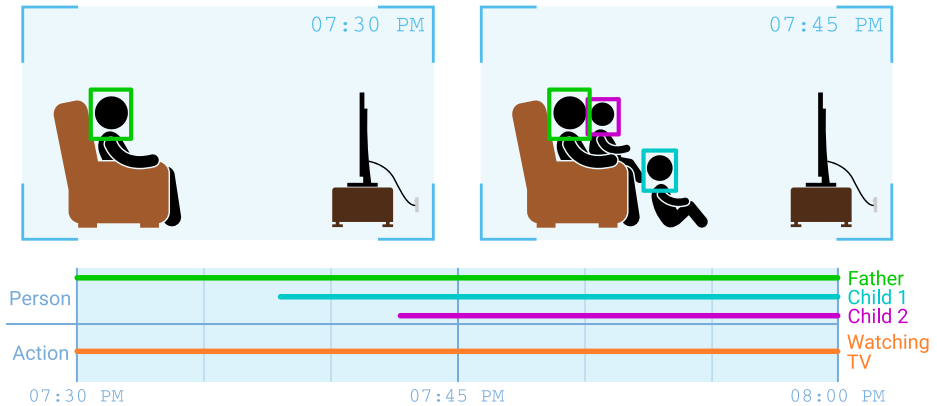 07:30 PM
07:45 PM
Person
Father
Child 1
Child 2
Action
Watching
TV
07:30 PM
07:45 PM
08:00 PM